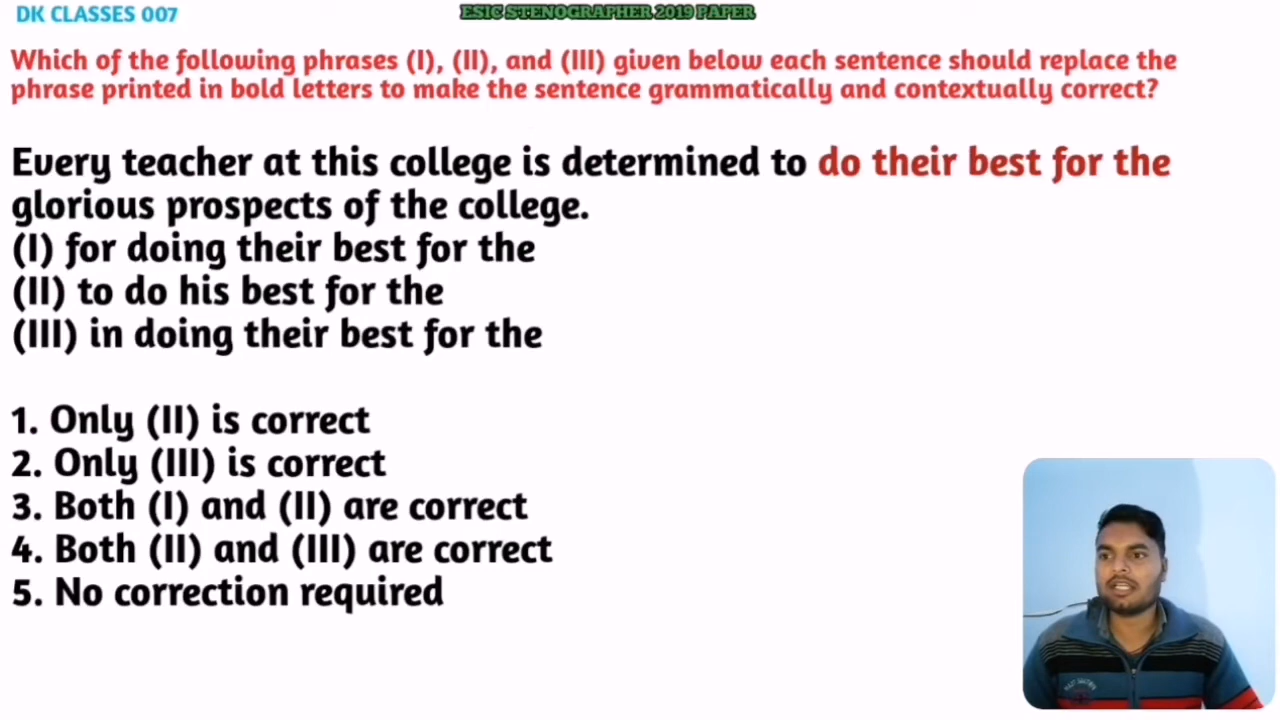 DK CLASSES 007
ESIC STENOGRAPHER 2019 PAPER
Which of the following phrases (I), (II), and (III) given below each sentence should replace the
phrase printed in bold letters to make the sentence grammatically and contextually correct?
Every teacher at this college is determined to do their best for the
glorious prospects of the college.
(I) for doing their best for the
(II) to do his best for the
(III) in doing their best for the
1. Only (II) is correct
2. Only (III) is correct
3. Both (I) and (II) are correct
4. Both (II) and (III) are correct
5. No correction required